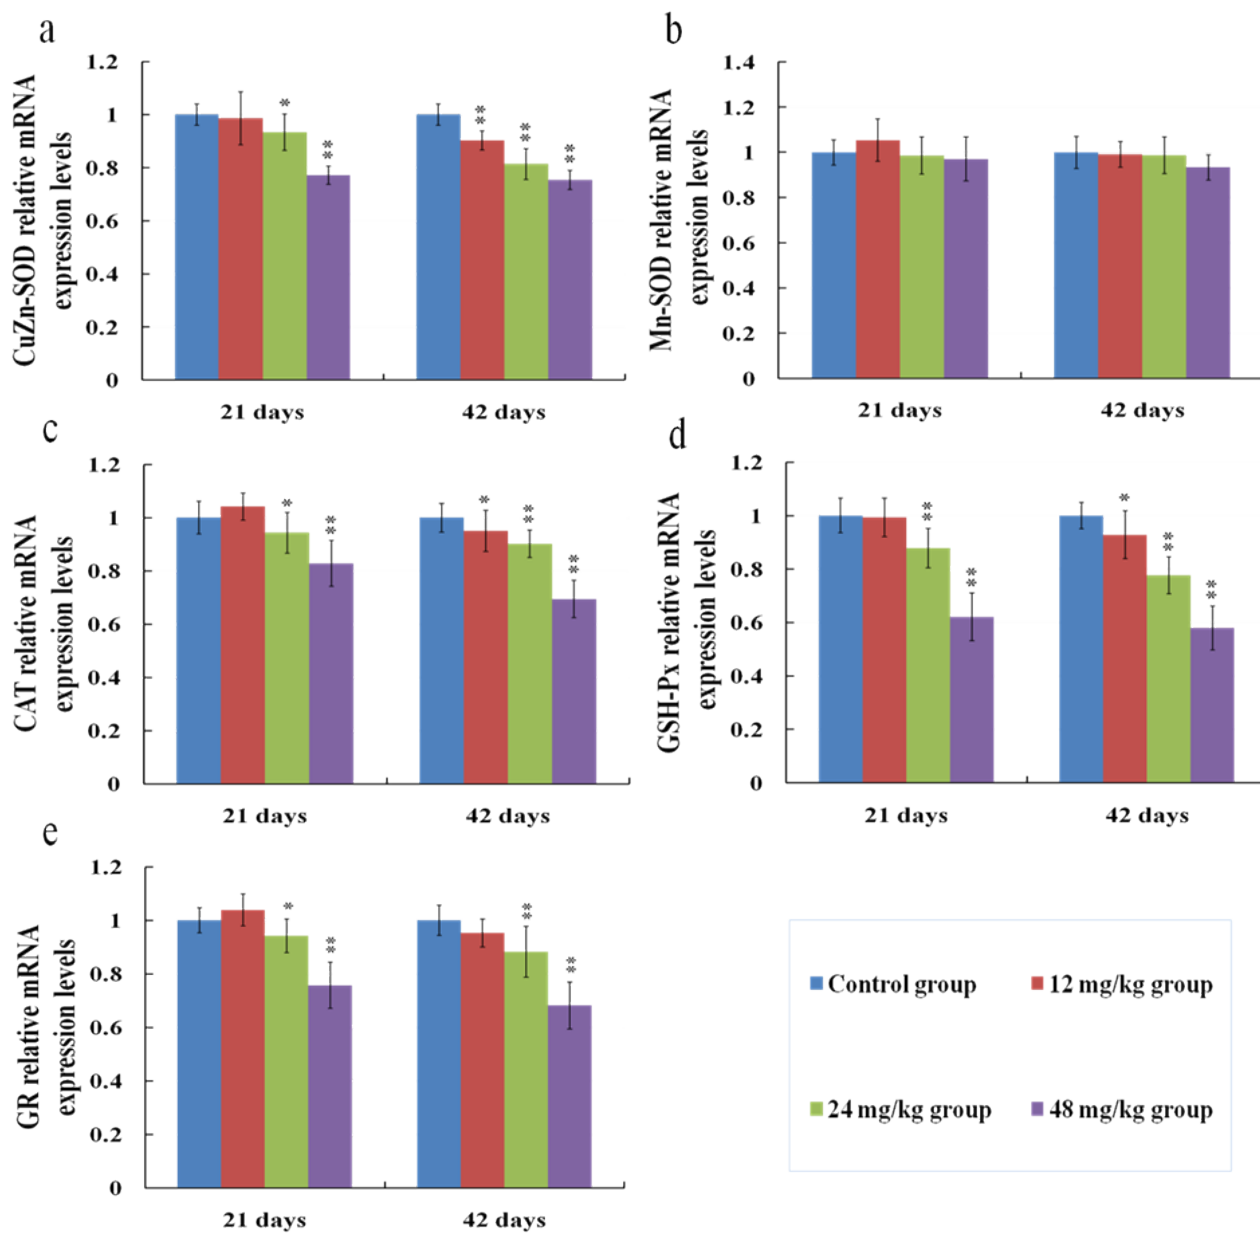 a
CuZn-SOD relative mRNA
expression levels
1.2
1
0.8
0.6
0.4
0.2
0
*
**
**
**
**
21 days
42 days
b
Mn-SOD relative mRNA
expression levels
1.4
1.2
1
0.8
0.6
0.4
0.2
0
21 days
42 days
c
CAT relative mRNA
expression levels
1.2
1
0.8
0.6
0.4
0.2
0
*
**
*
**
**
21 days
42 days
d
GSH-Px relative mRNA
expression levels
1.2
1
0.8
0.6
0.4
0.2
0
**
**
*
**
**
21 days
42 days
e
GR relative mRNA
expression levels
1.2
1
0.8
0.6
0.4
0.2
0
*
**
**
**
21 days
42 days
Control group
12 mg/kg group
24 mg/kg group
48 mg/kg group